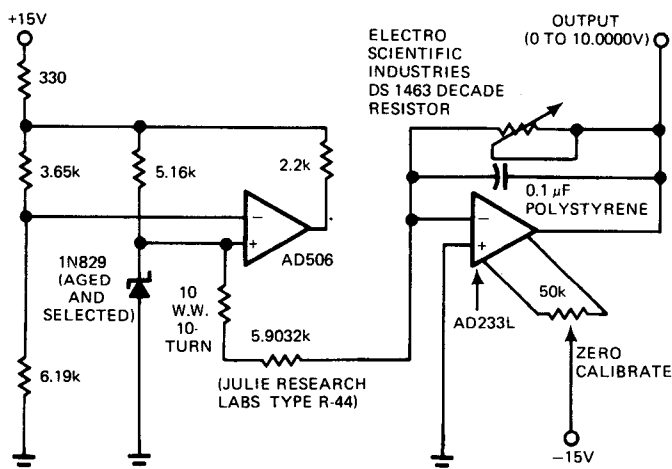 +15V
330
3.65k
5.16k
2.2k
−
+
AD506
1N829
(AGED
AND
SELECTED)
10
W.W.
10-
TURN
5.9032k
(JULIE RESEARCH
LABS TYPE R-44)
6.19k
ELECTRO
SCIENTIFIC
INDUSTRIES
DS 1463 DECADE
RESISTOR
OUTPUT
(0 TO 10.0000V)
0.1 µF
POLYSTYRENE
−
+
AD233L
50k
ZERO
CALIBRATE
−15V